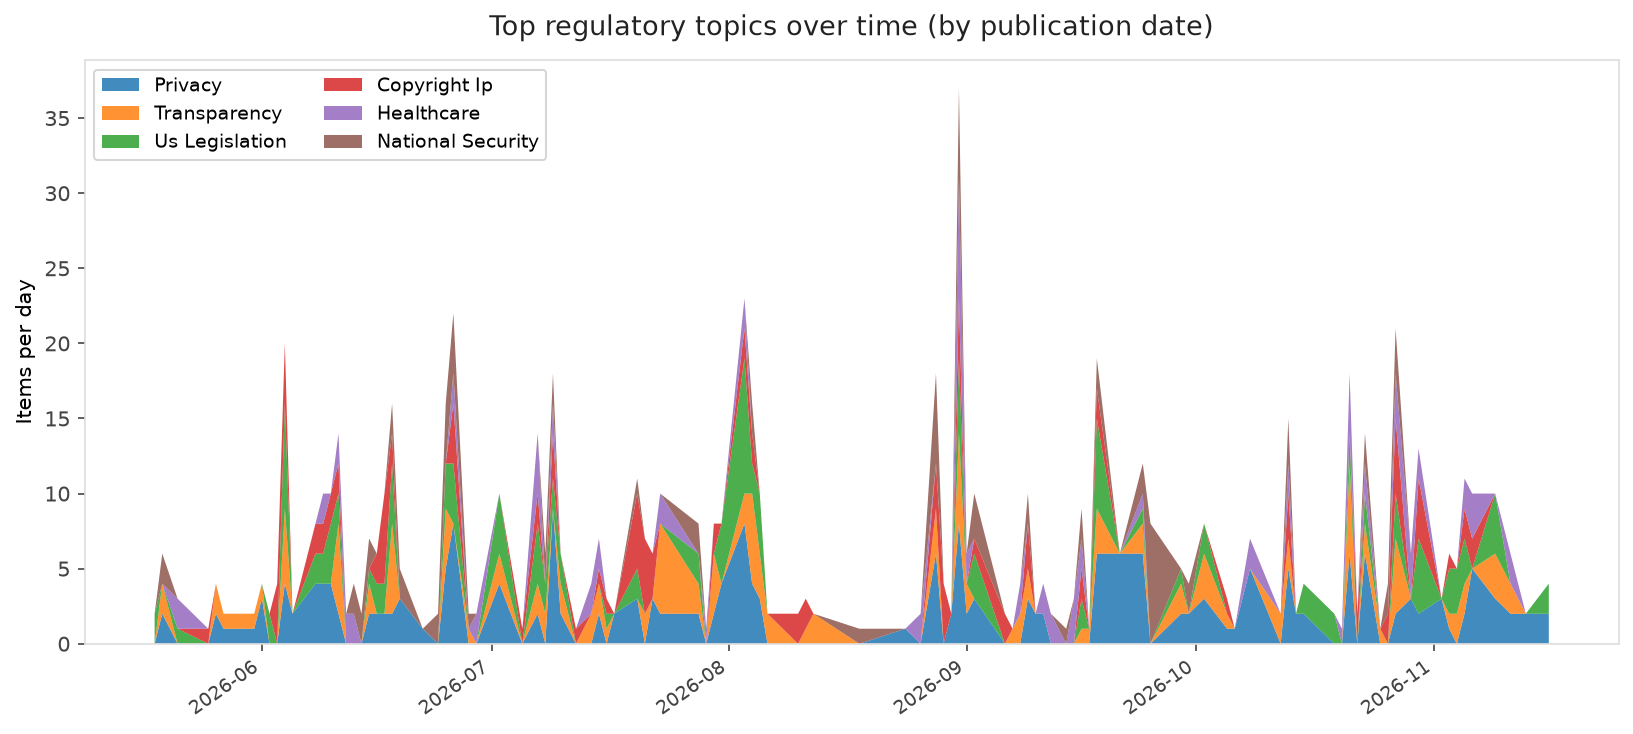 Top regulatory topics over time (by publication date)
Privacy
Transparency
Us Legislation
Copyright Ip
Healthcare
National Security
Items per day
35
30
25
20
15
10
5
0
2026-06
2026-07
2026-08
2026-09
2026-10
2026-11